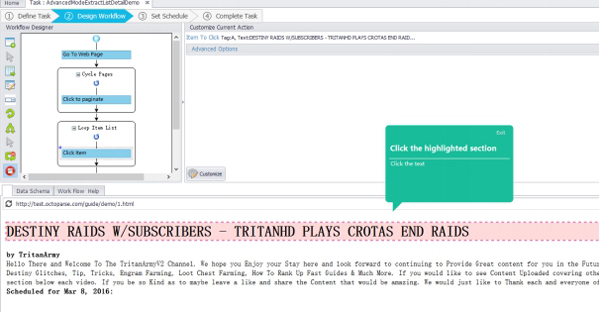 Home Task : AdvancedModeExtractListDetailDemo
1 Define Task 2 Design Workflow 3 Set Schedule 4 Complete Task
Workflow Designer
Customize Current Action
Go To Web Page
Item To Click Tag:A, Text:DESTINY RAIDS W/SUBSCRIBERS - TRITANHD PLAYS CROTAS END RAID...
Advanced Options
Cycle Pages
Click to paginate
Loop Item List
Click Item
Customize
Exit
Click the highlighted section
Click the text
Data Schema Work Flow Help
http://test.octoparse.com/guide/demo/1.html
DESTINY RAIDS W/SUBSCRIBERS - TRITANHD PLAYS CROTAS END RAIDS
by TritanArmy
Hello There and Welcome To The TritanArmyV2 Channel. We hope you Enjoy your Stay here and look forward to continuing to Provide Great content for you in the Futu
Destiny Glitches, Tip, Tricks, Engram Farming, Loot Chest Farming, How To Rank Up Fast Guides & Much More. If you would like to see Content Uploaded covering othe
section below each video. If you be so Kind as to maybe leave a like and share the Content that would be amazing. We would just like to Thank each and everyone of
Scheduled for Mar 8, 2016: